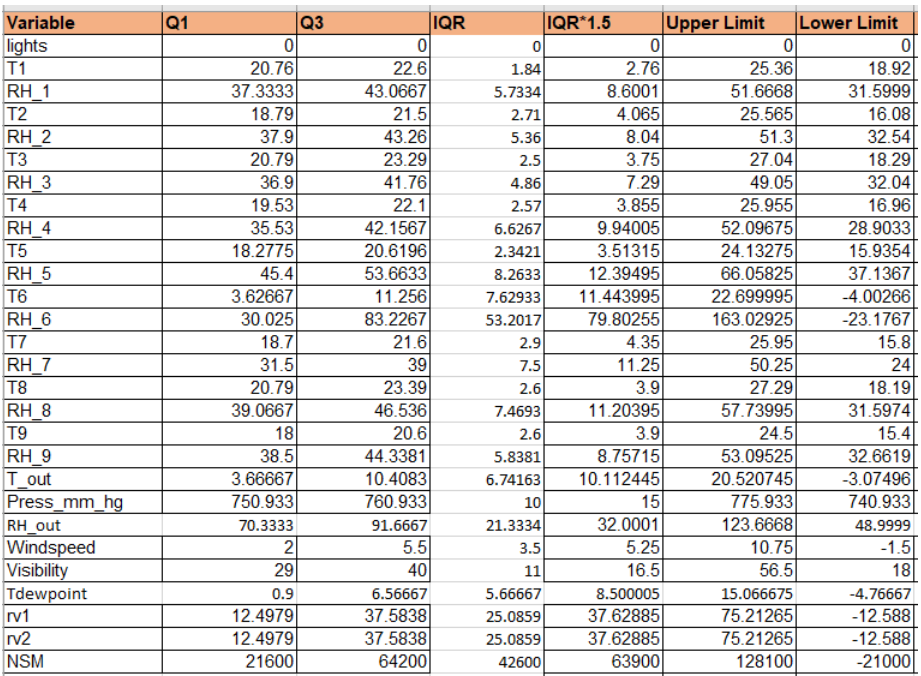 Variable Q1 Q3 IQR IQR*1.5 Upper Limit Lower Limit
lights 0 0 0 0 0 0
T1 20.76 22.6 1.84 2.76 25.36 18.92
RH_1 37.3333 43.0667 5.7334 8.6001 51.6668 31.5999
T2 18.79 21.5 2.71 4.065 25.565 16.08
RH_2 37.9 43.26 5.36 8.04 51.3 32.54
T3 20.79 23.29 2.5 3.75 27.04 18.29
RH_3 36.9 41.76 4.86 7.29 49.05 32.04
T4 19.53 22.1 2.57 3.855 25.955 16.96
RH_4 35.53 42.1567 6.6267 9.94005 52.09675 28.9033
T5 18.2775 20.6196 2.3421 3.51315 24.13275 15.9354
RH_5 45.4 53.6633 8.2633 12.39495 66.05825 37.1367
T6 3.62667 11.256 7.62933 11.443995 22.699995 -4.00266
RH_6 30.025 83.2267 53.2017 79.80255 163.02925 -23.1767
T7 18.7 21.6 2.9 4.35 25.95 15.8
RH_7 31.5 39 7.5 11.25 50.25 24
T8 20.79 23.39 2.6 3.9 27.29 18.19
RH_8 39.0667 46.536 7.4693 11.20395 57.73995 31.5974
T9 18 20.6 2.6 3.9 24.5 15.4
RH_9 38.5 44.3381 5.8381 8.75715 53.09525 32.6619
T_out 3.66667 10.4083 6.74163 10.112445 20.520745 -3.07496
Press_mm_hg 750.933 760.933 10 15 775.933 740.933
RH_out 70.3333 91.6667 21.3334 32.0001 123.6668 48.9999
Windspeed 2 5.5 3.5 5.25 10.75 -1.5
Visibility 29 40 11 16.5 56.5 18
Tdewpoint 0.9 6.56667 5.66667 8.500005 15.066675 -4.76667
rv1 12.4979 37.5838 25.0859 37.62885 75.21265 -12.588
rv2 12.4979 37.5838 25.0859 37.62885 75.21265 -12.588
NSM 21600 64200 42600 63900 128100 -21000